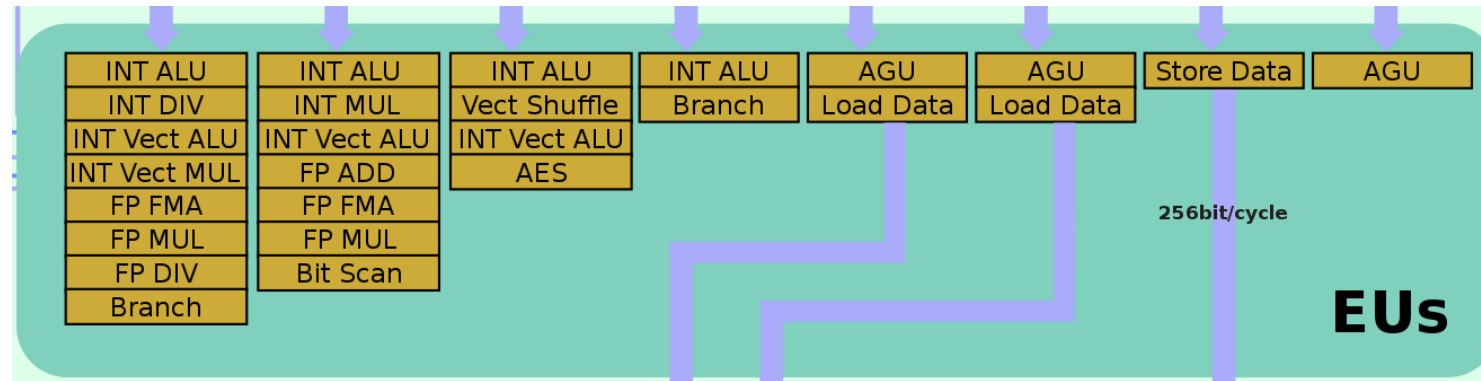 INT ALU
INT DIV
INT Vect ALU
INT Vect MUL
FP FMA
FP MUL
FP DIV
Branch
INT ALU
INT MUL
INT Vect ALU
FP ADD
FP FMA
FP MUL
Bit Scan
INT ALU
Vect Shuffle
INT Vect ALU
AES
INT ALU
Branch
AGU
Load Data
AGU
Load Data
Store Data
AGU
256bit/cycle
EUs